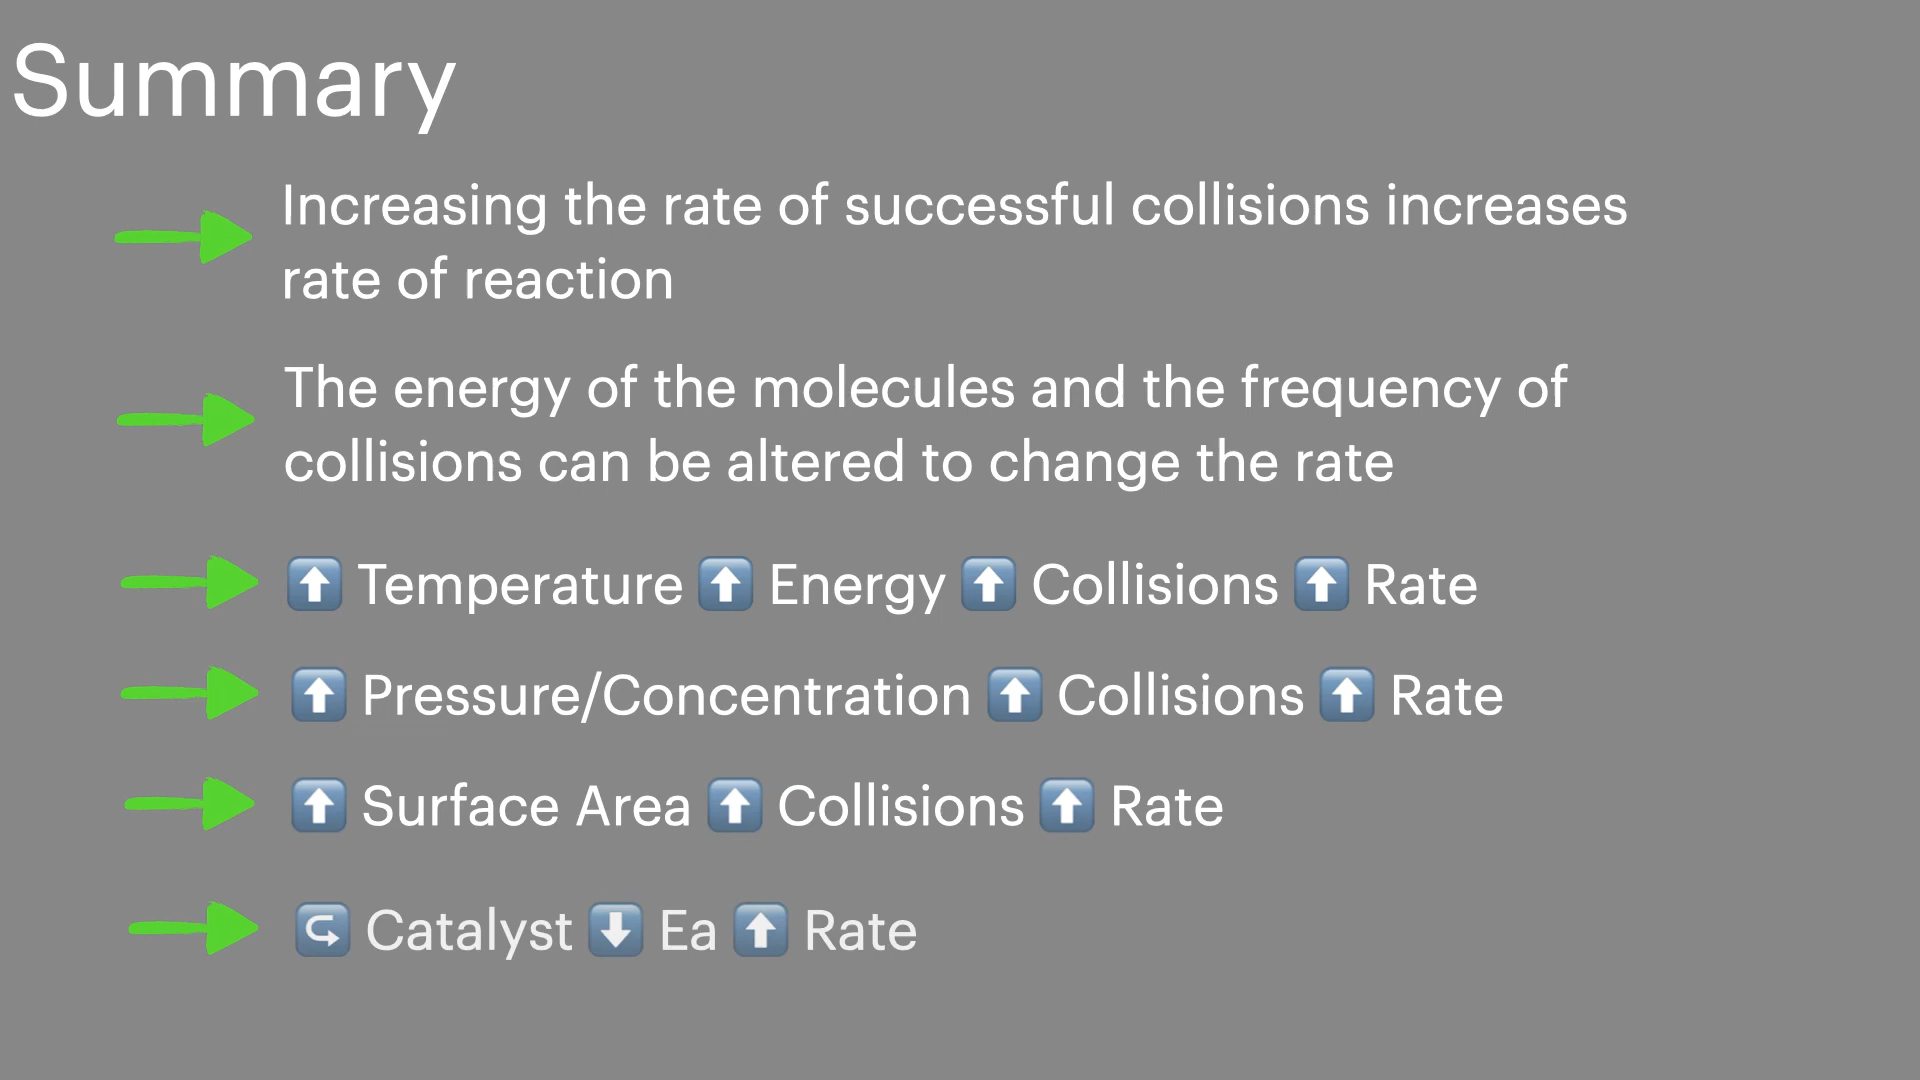 Summary
Increasing the rate of successful collisions increases
rate of reaction
The energy of the molecules and the frequency of
collisions can be altered to change the rate
⬆️ Temperature ⬆️ Energy ⬆️ Collisions ⬆️ Rate
⬆️ Pressure/Concentration ⬆️ Collisions ⬆️ Rate
⬆️ Surface Area ⬆️ Collisions ⬆️ Rate
↪️ Catalyst ⬇️ Ea ⬆️ Rate